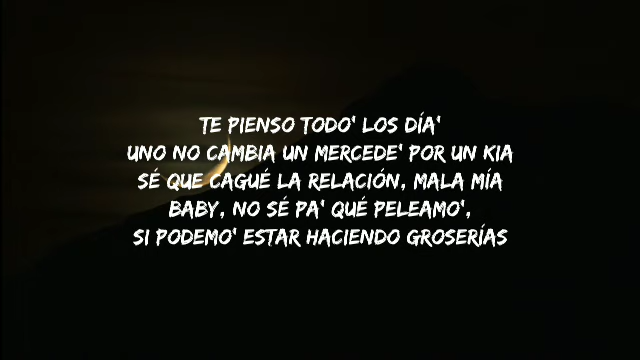 TE PIENSO TODO' LOS DÍA'
UNO NO CAMBIA UN MERCEDE' POR UN KIA
SÉ QUE CAGUÉ LA RELACIÓN, MALA MÍA
BABY, NO SÉ PA' QUÉ PELEAMO',
SI PODEMO' ESTAR HACIENDO GROSERÍAS